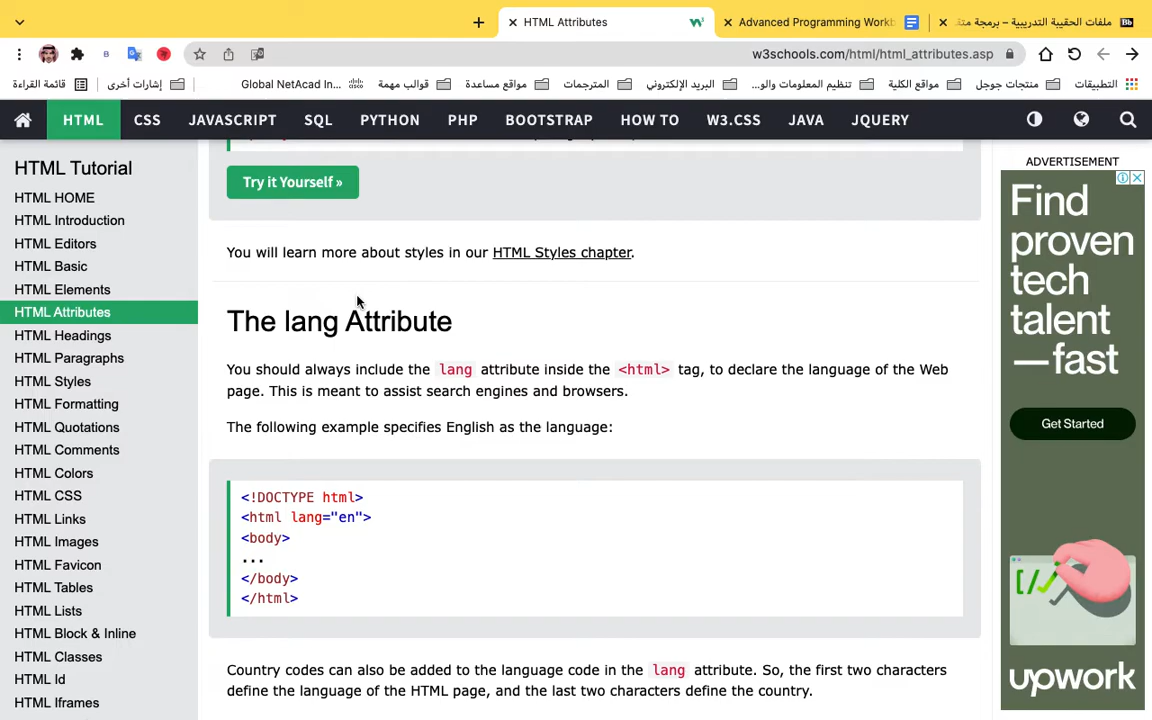 HTML Attributes
Advanced Programming Workb
ملفات الحقيبة التدريبية – برمجة متق
Bb
w3schools.com/html/html_attributes.asp
قائمة القراءة
إشارات أخرى
Global NetAcad In...
قوالب مهمة
مواقع مساعدة
المترجمات
البريد الإلكتروني
تنظيم المعلومات والو...
مواقع الكلية
منتجات جوجل
التطبيقات
HTML CSS JAVASCRIPT SQL PYTHON PHP BOOTSTRAP HOW TO W3.CSS JAVA JQUERY
HTML Tutorial
HTML HOME
HTML Introduction
HTML Editors
HTML Basic
HTML Elements
HTML Attributes
HTML Headings
HTML Paragraphs
HTML Styles
HTML Formatting
HTML Quotations
HTML Comments
HTML Colors
HTML CSS
HTML Links
HTML Images
HTML Favicon
HTML Tables
HTML Lists
HTML Block & Inline
HTML Classes
HTML Id
HTML Iframes
Try it Yourself »
You will learn more about styles in our HTML Styles chapter.
The lang Attribute
You should always include the lang attribute inside the <html> tag, to declare the language of the Web
page. This is meant to assist search engines and browsers.
The following example specifies English as the language:
<!DOCTYPE html>
<html lang="en">
<body>
...
</body>
</html>
Country codes can also be added to the language code in the lang attribute. So, the first two characters
define the language of the HTML page, and the last two characters define the country.
ADVERTISEMENT
Find
proven
tech
talent
—fast
Get Started
upwork